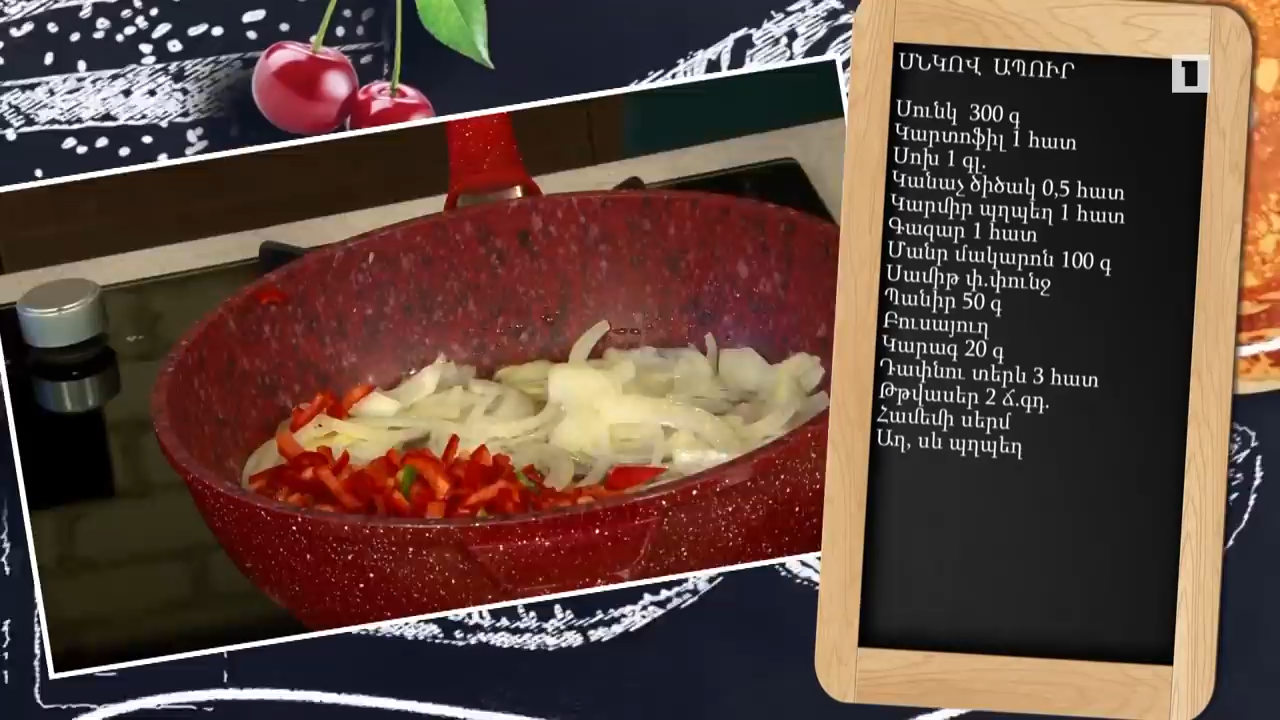 ՍՆԿՈՎ ԱՊՈՒՐ
1
Սունկ 300 գ
Կարտոֆիլ 1 հատ
Սոխ 1 գլ.
Կանաչ ծիծակ 0,5 հատ
Կարմիր պղպեղ 1 հատ
Գազար 1 հատ
Մանր մակարոն 100 գ
Սամիթ փ.փունջ
Պանիր 50 գ
Բուսայուղ
Կարագ 20 գ
Դափնու տերև 3 հատ
Թթվասեր 2 ճ.գդ.
Համեմի սերմ
Աղ, սև պղպեղ